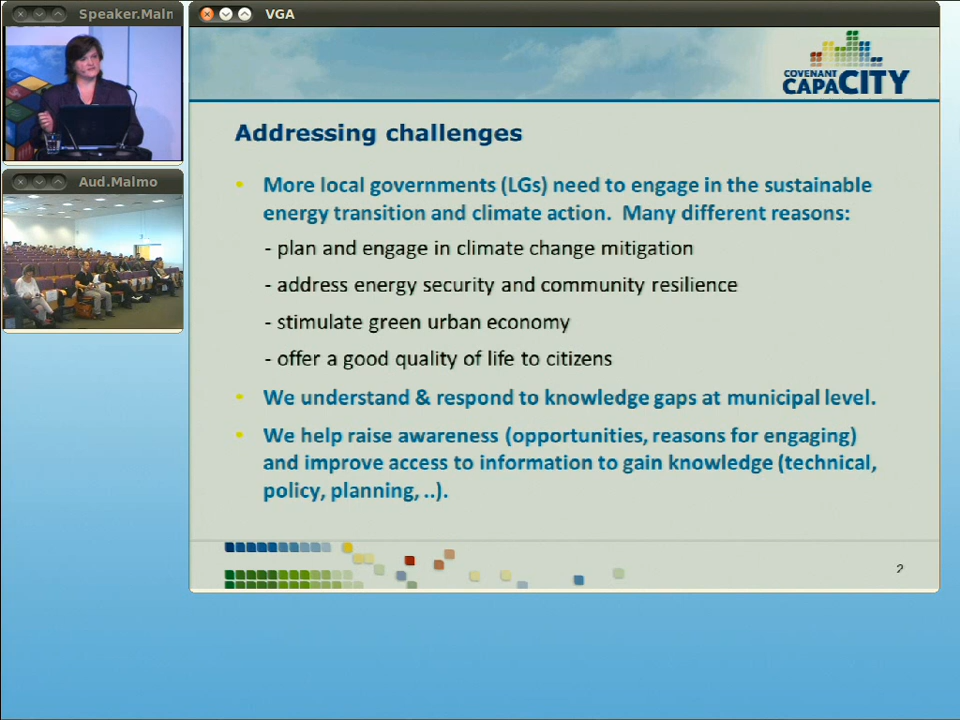 Speaker.Malm
VGA
COVENANT
CAPACITY
Aud.Malmo
Addressing challenges
• More local governments (LGs) need to engage in the sustainable
energy transition and climate action. Many different reasons:
- plan and engage in climate change mitigation
- address energy security and community resilience
- stimulate green urban economy
- offer a good quality of life to citizens
• We understand & respond to knowledge gaps at municipal level.
• We help raise awareness (opportunities, reasons for engaging)
and improve access to information to gain knowledge (technical,
policy, planning, ..).
2